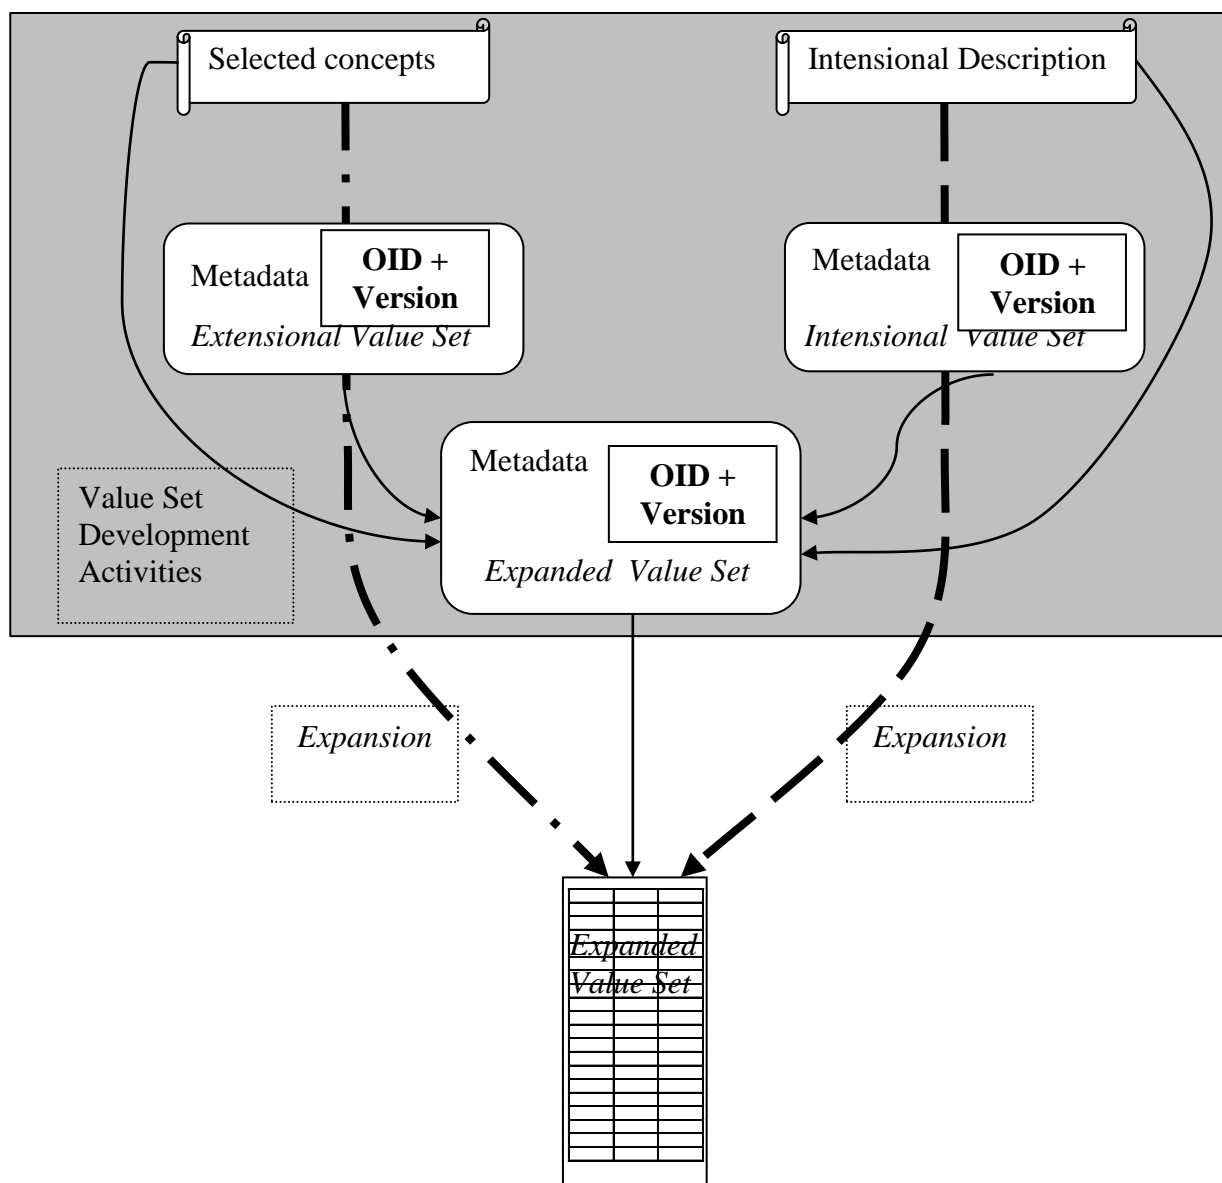 Selected concepts
Intensional Description
Metadata
OID +
Version
Extensional Value Set
Metadata
OID +
Version
Intensional Value Set
Metadata
OID +
Version
Expanded Value Set
Value Set
Development
Activities
Expansion
Expansion
Expanded
Value Set